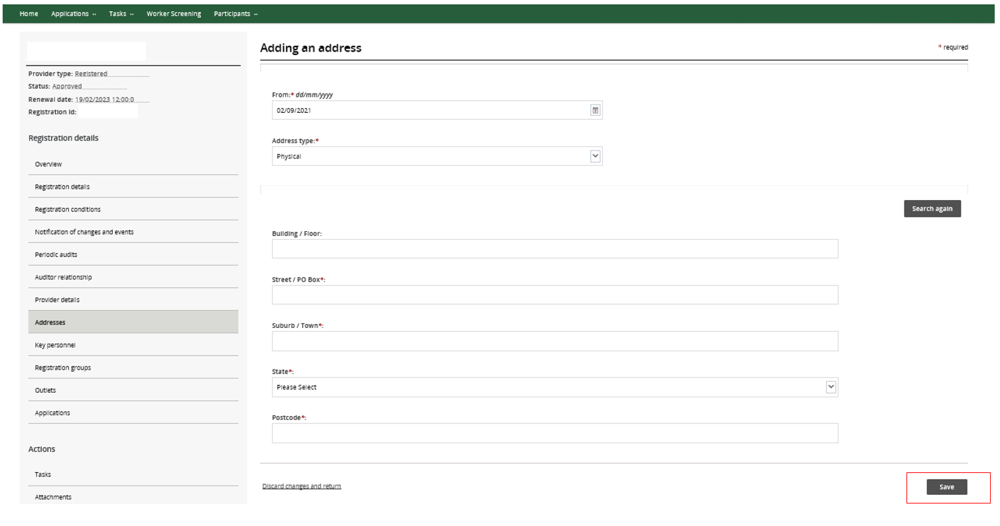 Home Applications Tasks Worker Screening Participants
Provider type: Registered
Status: Approved
Renewal date: 19/02/2023 12:00:0
Registration Id:
Registration details
Overview
Registration details
Registration conditions
Notification of changes and events
Periodic audits
Auditor relationship
Provider details
Addresses
Key personnel
Registration groups
Outlets
Applications
Actions
Tasks
Attachments
Adding an address
* required
From:* dd/mm/yyyy
02/09/2021
Address type:*
Physical
Search again
Building / Floor:
Street / PO Box*:
Suburb / Town*:
State*:
Please Select
Postcode*:
Discard changes and return
Save